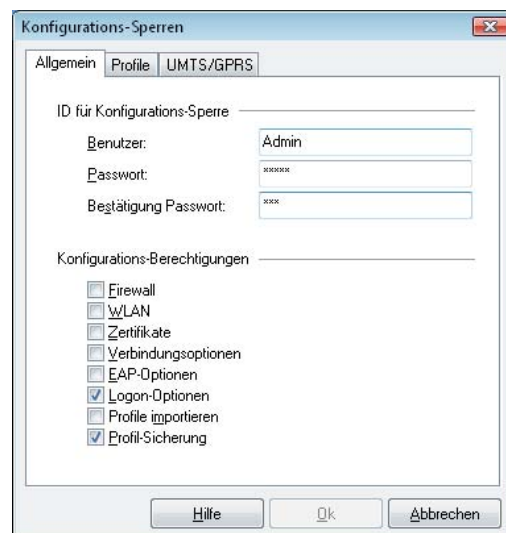 Konfigurations-Sperren
Allgemein Profile UMTS/GPRS
ID für Konfigurations-Sperre
Benutzer: Admin
Passwort: *****
Bestätigung Passwort: ***
Konfigurations-Berechtigungen
Firewall
WLAN
Zertifikate
Verbindungsoptionen
EAP-Optionen
Logon-Optionen
Profile importieren
Profil-Sicherung
Hilfe Ok Abbrechen